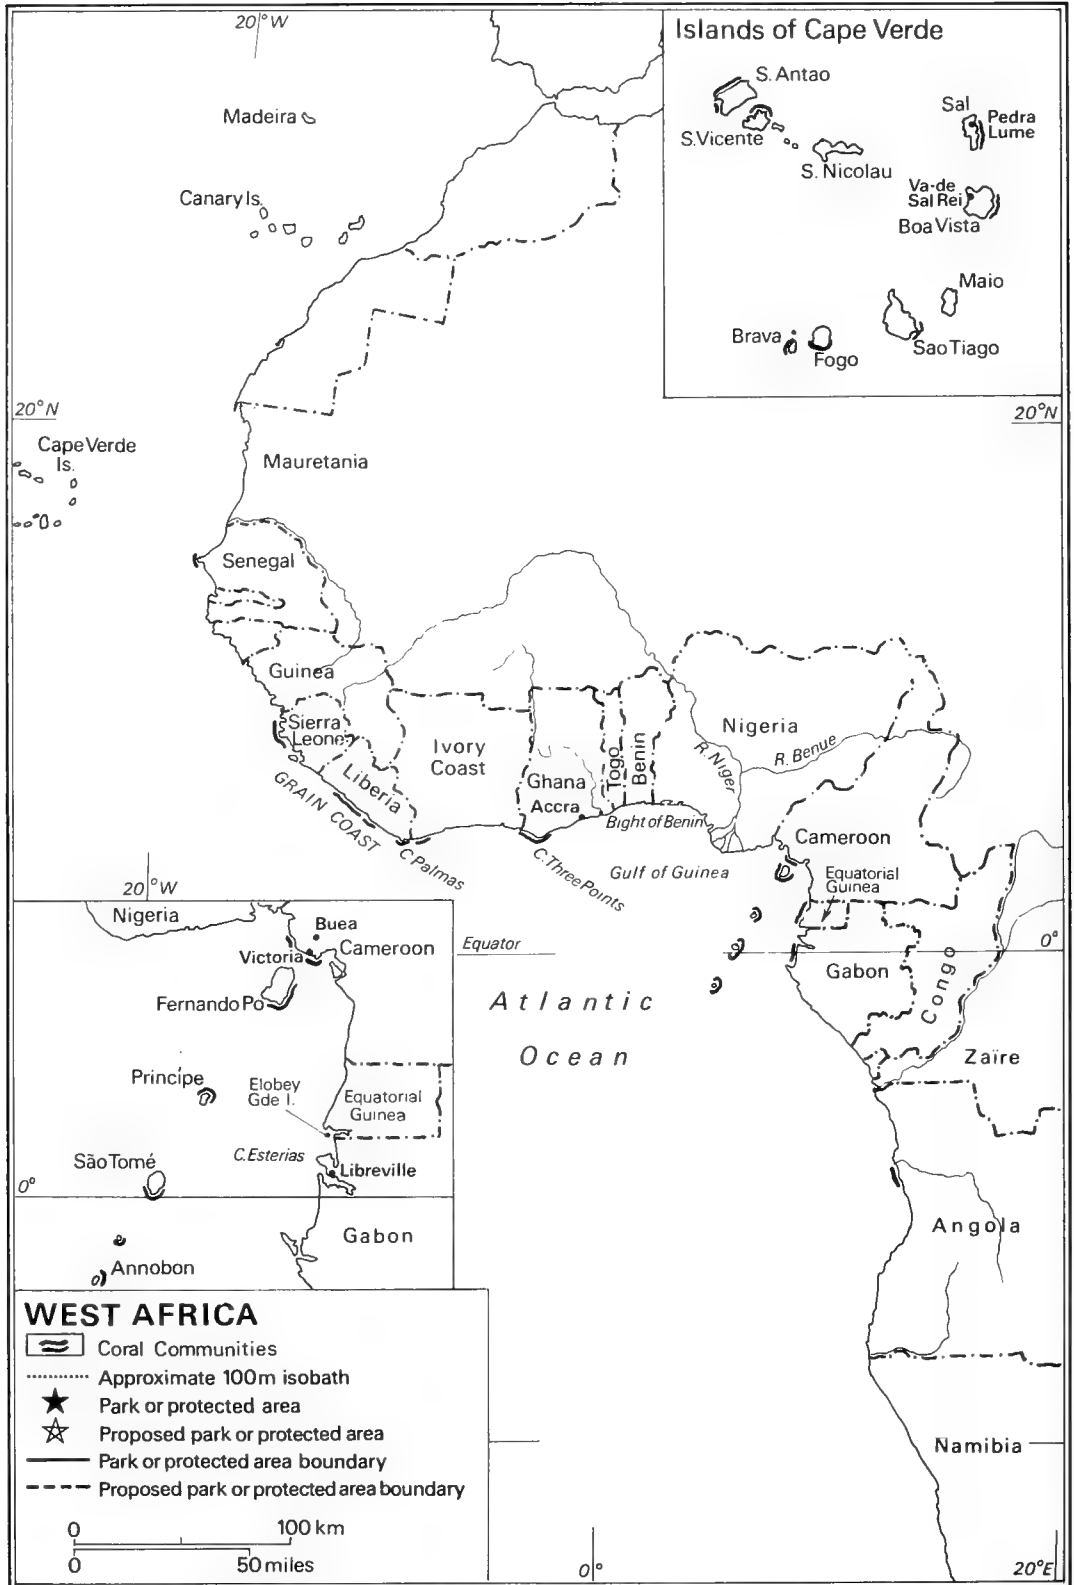 20°W
Madeira
Canary Is.
20°N
Cape Verde
Is.
Mauretania
Senegal
Guinea
Sierra
Leone
Liberia
GRAIN COAST
C. Palmas
Ivory
Coast
Ghana
Accra
C. Three Points
Togo
Benin
Bight of Benin
R. Niger
Nigeria
R. Benue
Gulf of Guinea
Cameroon
Equatorial
Guinea
Equator
0°
Gabon
Congo
Zaïre
Atlantic
Ocean
Angola
Namibia
0°
20°E
20°N
Islands of Cape Verde
S. Antao
S. Vicente
S. Nicolau
Sal
Pedra
Lume
Va-de
Sal Rei
Boa Vista
Maio
Sao Tiago
Brava
Fogo
20°W
Nigeria
Buea
Victoria
Cameroon
Fernando Po
Príncipe
Elobey
Gde I.
Equatorial
Guinea
C. Esterias
São Tomé
Libreville
0°
Gabon
Annobon
WEST AFRICA
Coral Communities
Approximate 100m isobath
Park or protected area
Proposed park or protected area
Park or protected area boundary
Proposed park or protected area boundary
0 100 km
0 50 miles